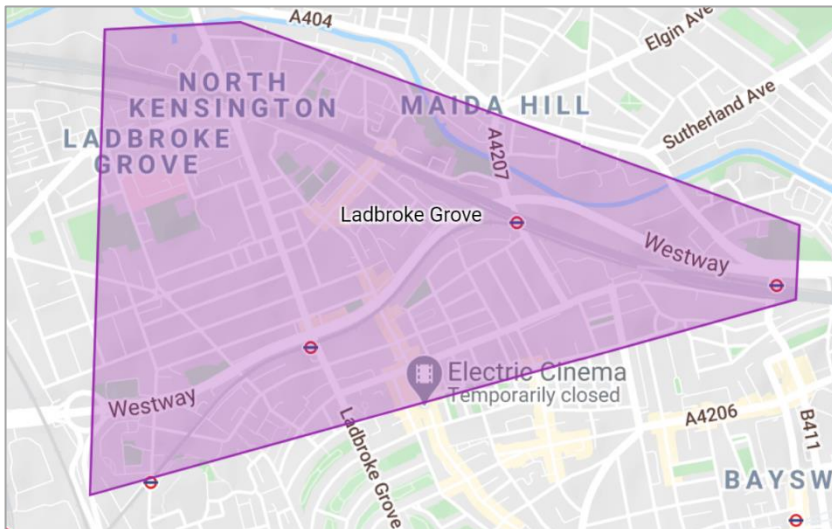 A404
Elgin Ave
NORTH
KENSINGTON
MAIDA HILL
Sutherland Ave
LADBROKE
GROVE
A4207
Ladbroke Grove
Westway
Electric Cinema
Temporarily closed
Westway
Ladbroke Grove
A4206
B411
BAYSW